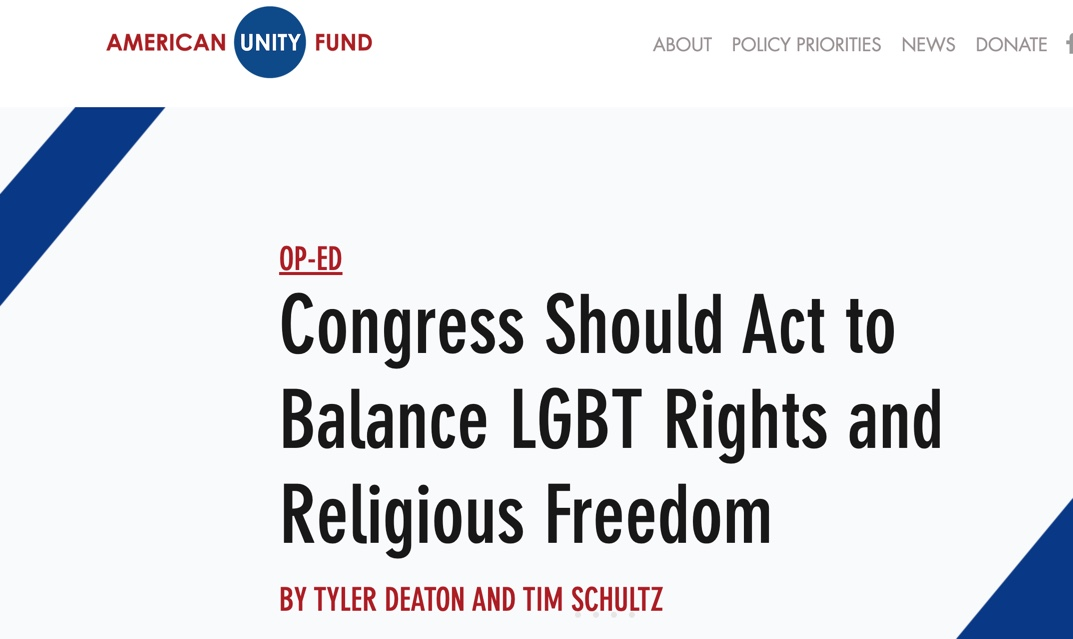 AMERICAN UNITY FUND
ABOUT POLICY PRIORITIES NEWS DONATE
OP-ED
Congress Should Act to
Balance LGBT Rights and
Religious Freedom
BY TYLER DEATON AND TIM SCHULTZ